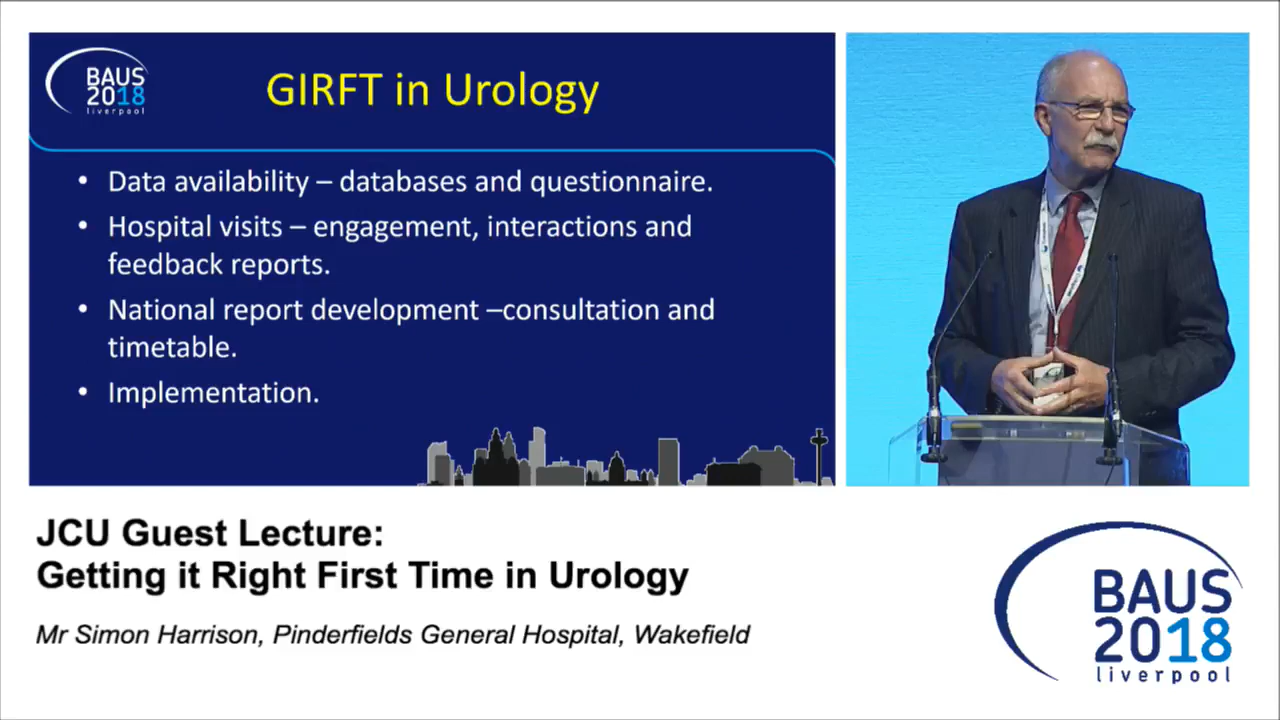 BAUS
2018
liverpool
GIRFT in Urology
• Data availability – databases and questionnaire.
• Hospital visits – engagement, interactions and
feedback reports.
• National report development –consultation and
timetable.
• Implementation.
JCU Guest Lecture:
Getting it Right First Time in Urology
Mr Simon Harrison, Pinderfields General Hospital, Wakefield
BAUS
2018
liverpool